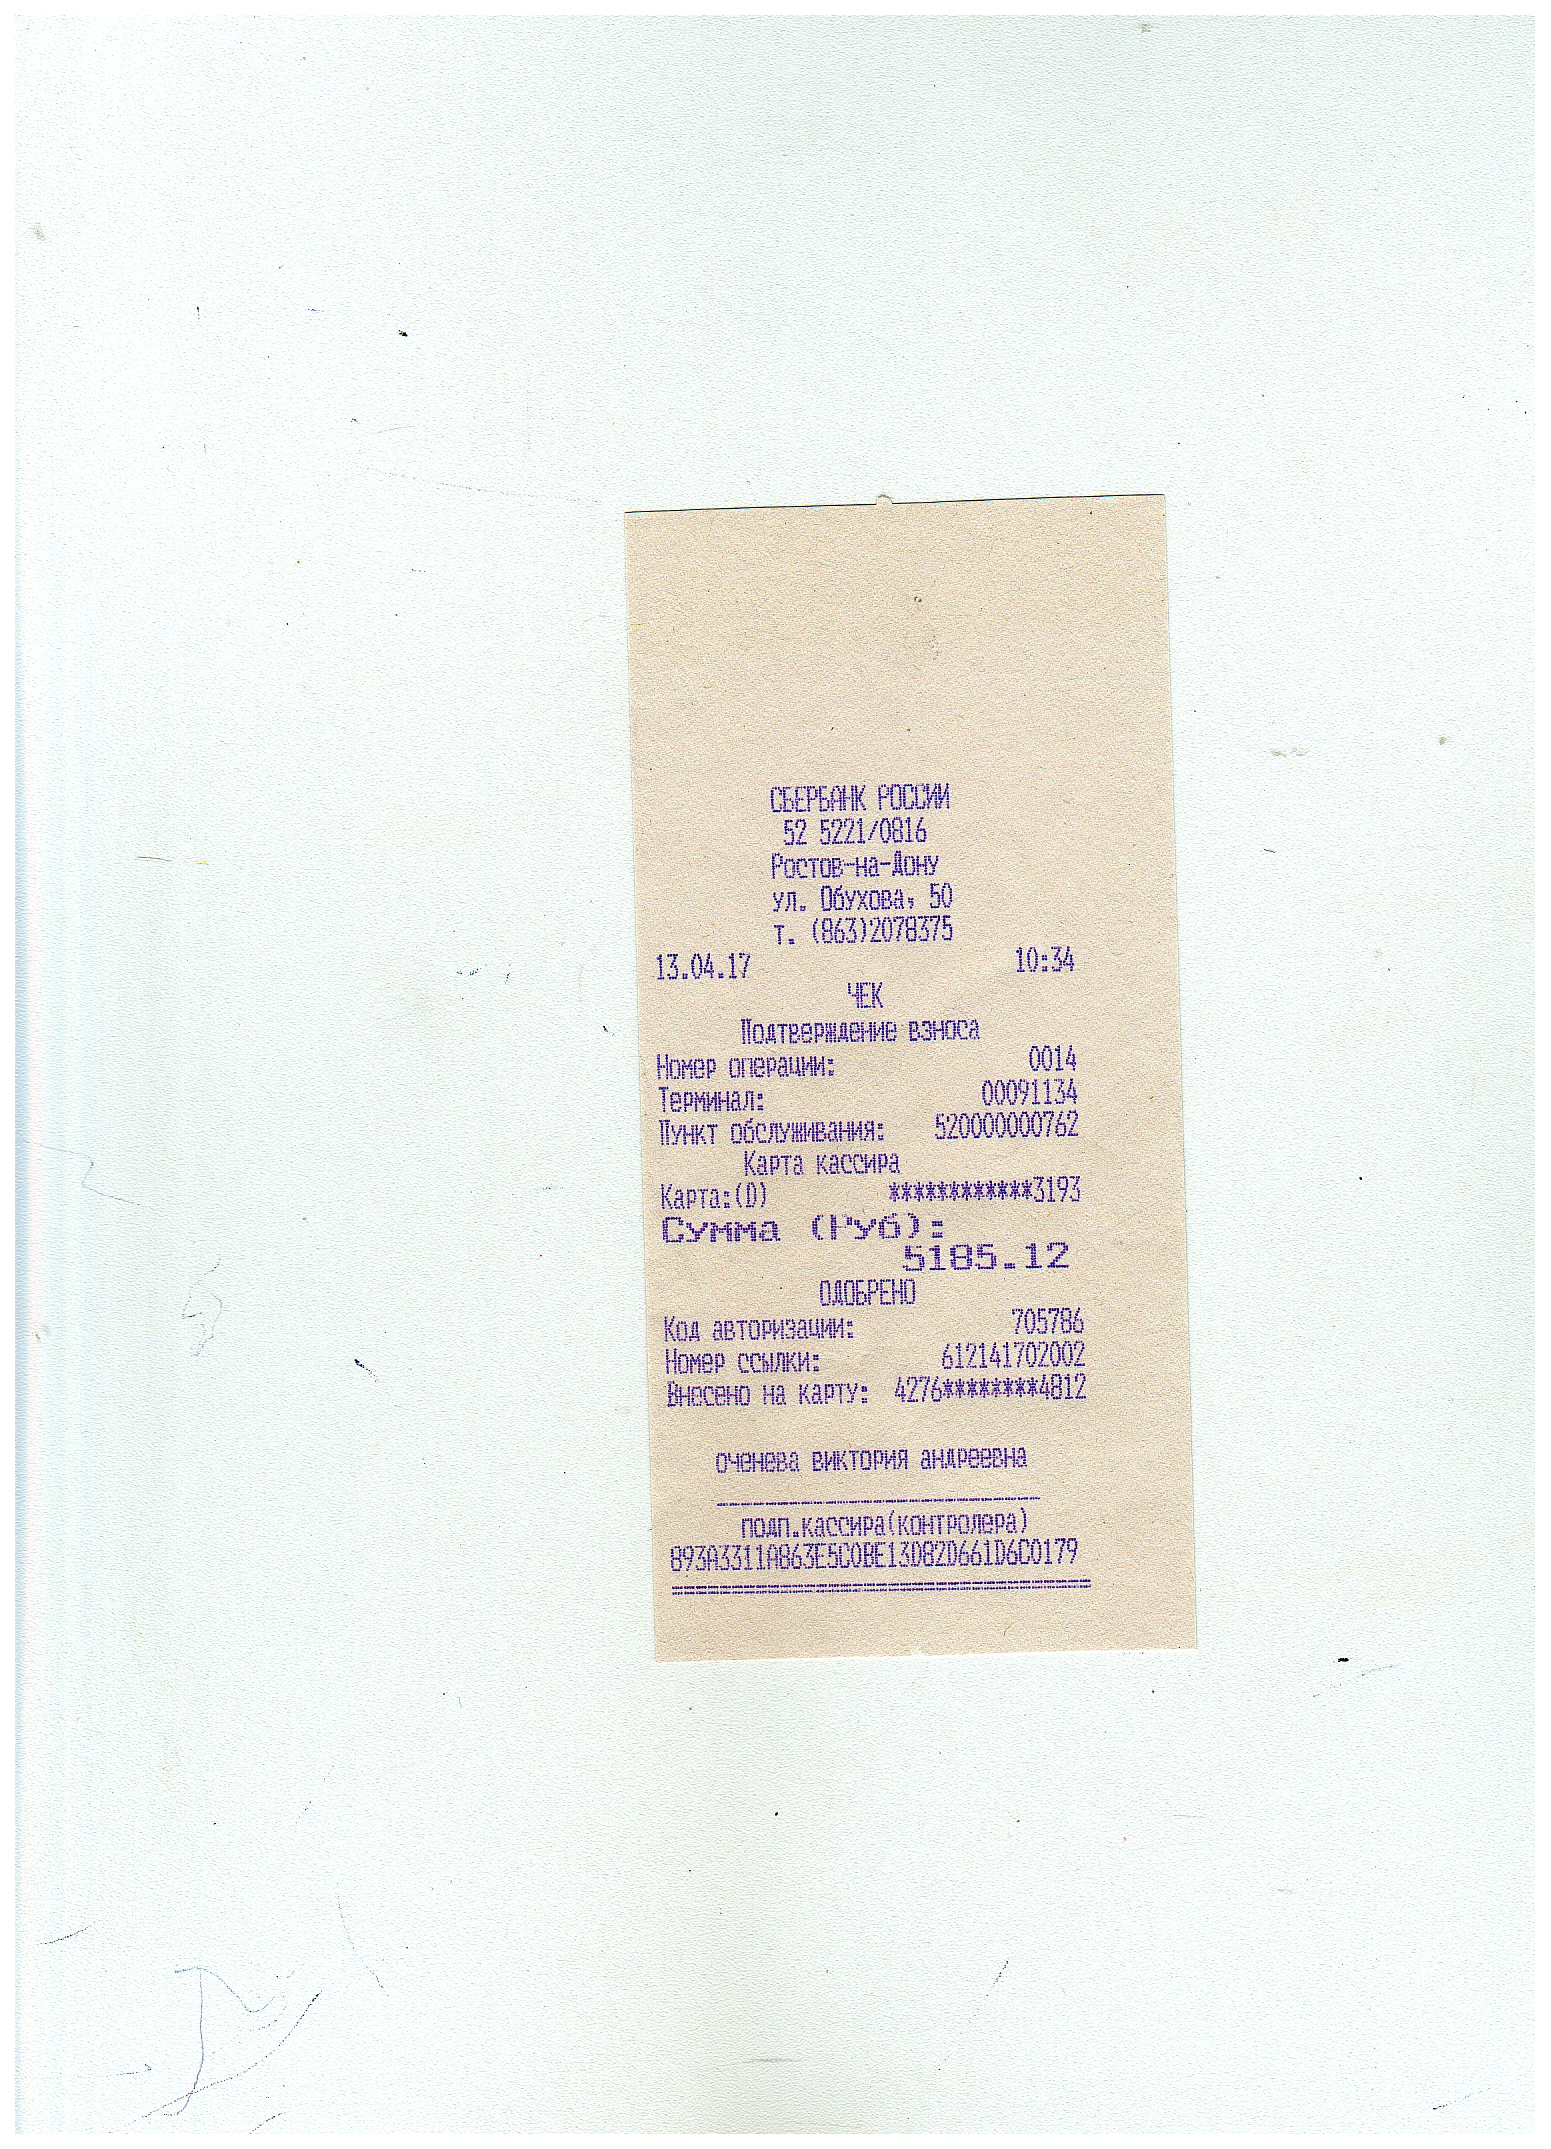 СБЕРБАНК РОССИИ
52 5221/0816
Ростов-на-Дону
ул. Обухова, 50
т. (863)2078375
13.04.17 10:34
ЧЕК
Подтверждение взноса
Номер операции: 0014
Терминал: 00091134
Пункт обслуживания: 520000000762
Карта кассира
Карта:(D) ************3193
Сумма (Руб):
5185.12
ОДОБРЕНО
Код авторизации: 705786
Номер ссылки: 612141702002
Внесено на карту: 4276********4812
оченева виктория андреевна
подп.кассира(контролера)
893A3311A863E5C0BE13D82D661D6C0179